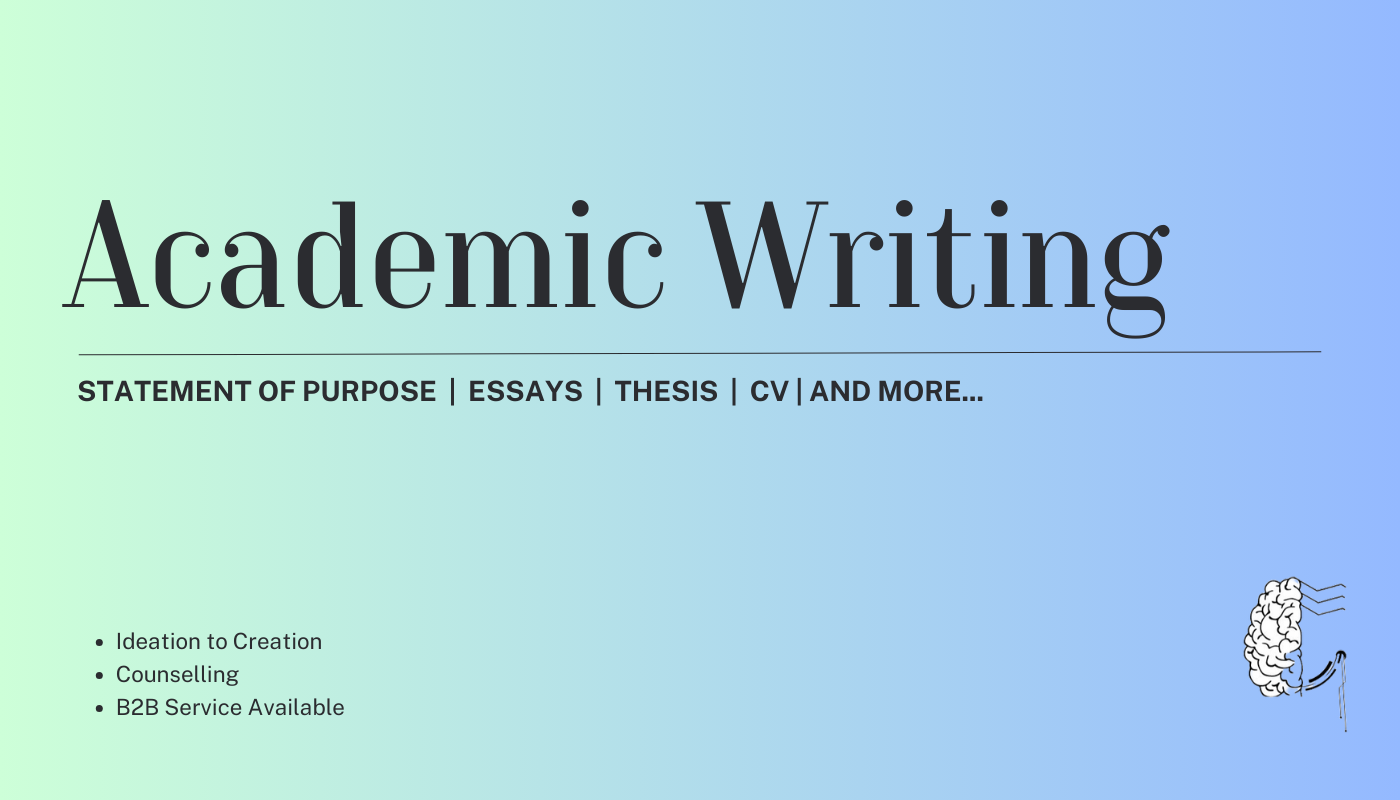 Academic Writing
STATEMENT OF PURPOSE | ESSAYS | THESIS | CV | AND MORE...
• Ideation to Creation
• Counselling
• B2B Service Available